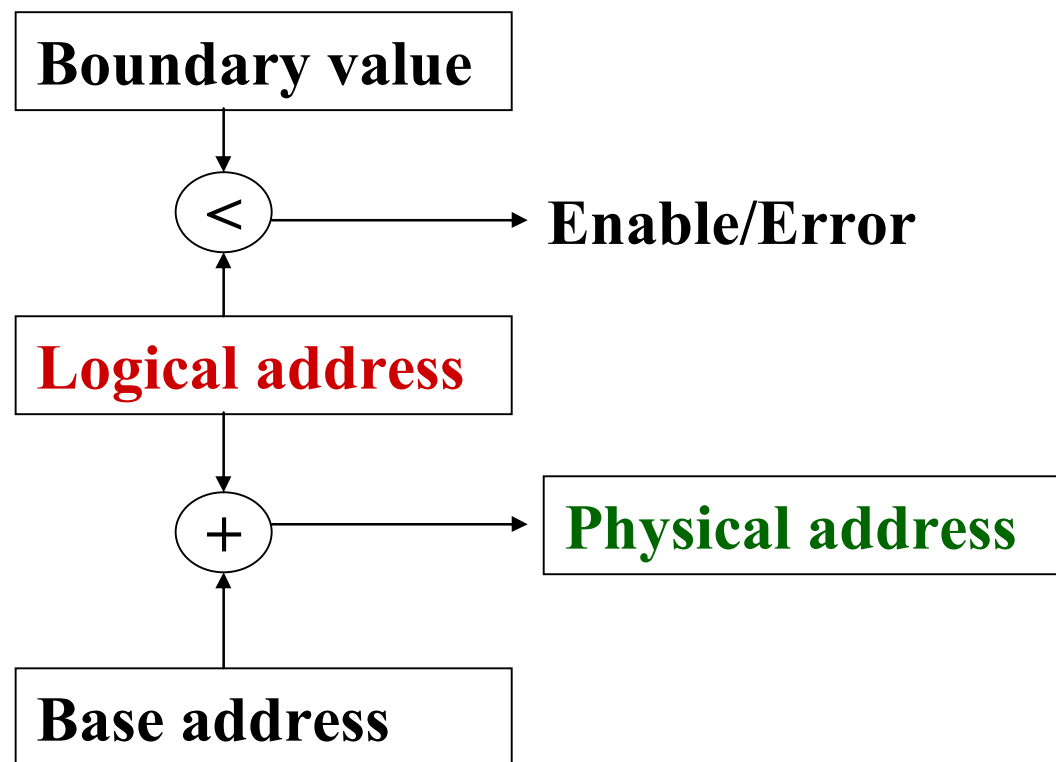 Boundary value
<
Enable/Error
Logical address
+
Physical address
Base address